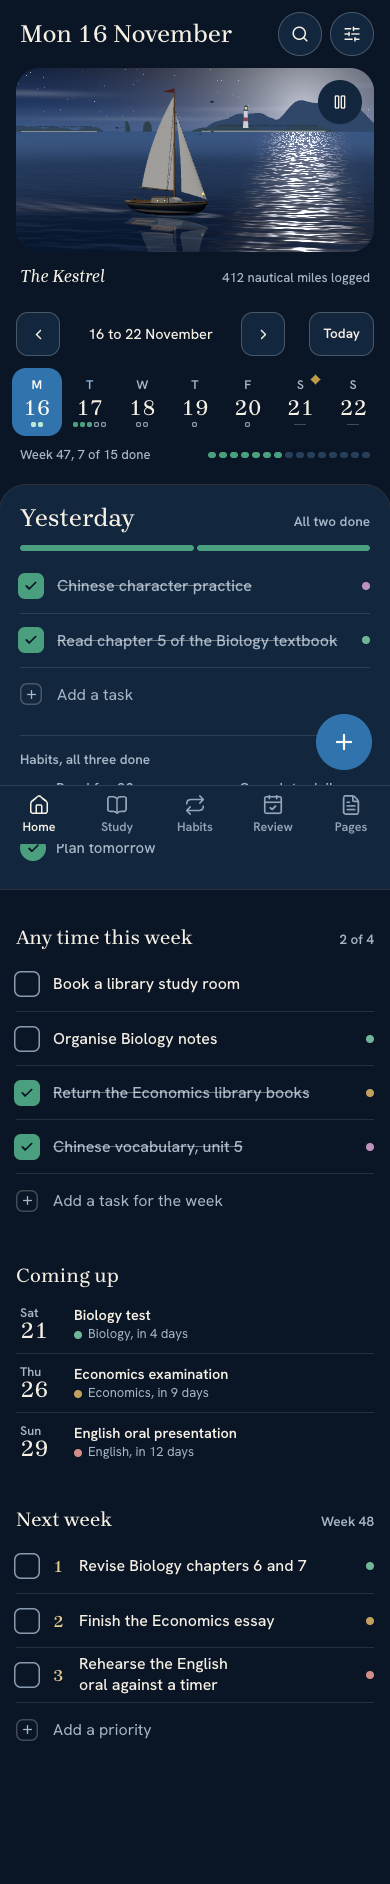 Mon 16 November
The Kestrel
412 nautical miles logged
16 to 22 November
Today
M T W T F S S
16 17 18 19 20 21 22
Week 47, 7 of 15 done
Yesterday
All two done
Chinese character practice
Read chapter 5 of the Biology textbook
Add a task
Habits, all three done
Home Study Habits Review Pages
Plan tomorrow
Any time this week
2 of 4
Book a library study room
Organise Biology notes
Return the Economics library books
Chinese vocabulary, unit 5
Add a task for the week
Coming up
Sat
21
Biology test
Biology, in 4 days
Thu
26
Economics examination
Economics, in 9 days
Sun
29
English oral presentation
English, in 12 days
Next week
Week 48
1 Revise Biology chapters 6 and 7
2 Finish the Economics essay
3 Rehearse the English
oral against a timer
Add a priority